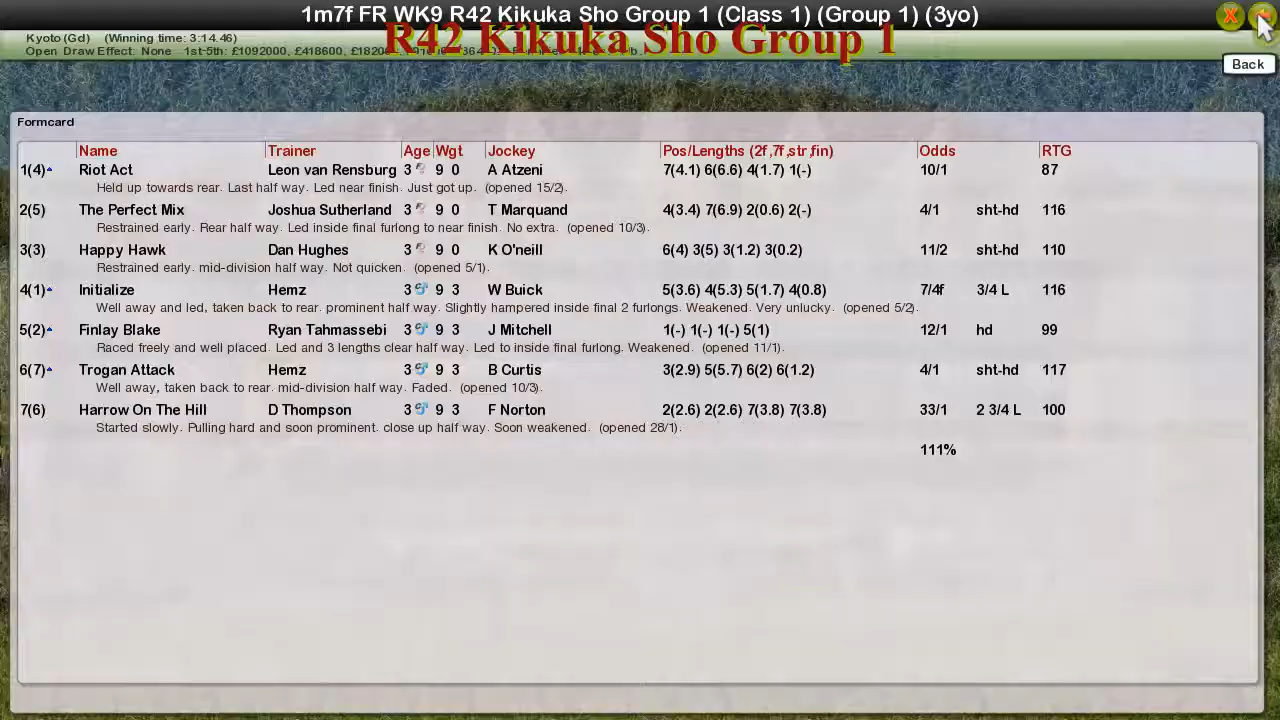 1m7f FR WK9 R42 Kikuka Sho Group 1 (Class 1) (Group 1) (3yo)
X
Kyoto (Gd) (Winning time: 3:14.46)
R42 Kikuka Sho Group 1
Open Draw Effect: None 1st-5th: £1092000, £418600,
Back
Formcard
Name Trainer Age Wgt Jockey Pos/Lengths (2f,7f,str,fin) Odds RTG
1(4) Riot Act Leon van Rensburg 3 9 0 A Atzeni 7(4.1) 6(6.6) 4(1.7) 1(-) 10/1 87
Held up towards rear. Last half way. Led near finish. Just got up. (opened 15/2).
2(5) The Perfect Mix Joshua Sutherland 3 9 0 T Marquand 4(3.4) 7(6.9) 2(0.6) 2(-) 4/1 sht-hd 116
Restrained early. Rear half way. Led inside final furlong to near finish. No extra. (opened 10/3).
3(3) Happy Hawk Dan Hughes 3 9 0 K O'neill 6(4) 3(5) 3(1.2) 3(0.2) 11/2 sht-hd 110
Restrained early. mid-division half way. Not quicken. (opened 5/1).
4(1) Initialize Hemz 3 9 3 W Buick 5(3.6) 4(5.3) 5(1.7) 4(0.8) 7/4f 3/4 L 116
Well away and led, taken back to rear. prominent half way. Slightly hampered inside final 2 furlongs. Weakened. Very unlucky. (opened 5/2).
5(2) Finlay Blake Ryan Tahmassebi 3 9 3 J Mitchell 1(-) 1(-) 1(-) 5(1) 12/1 hd 99
Raced freely and well placed. Led and 3 lengths clear half way. Led to inside final furlong. Weakened. (opened 11/1).
6(7) Trogan Attack Hemz 3 9 3 B Curtis 3(2.9) 5(5.7) 6(2) 6(1.2) 4/1 sht-hd 117
Well away, taken back to rear. mid-division half way. Faded. (opened 10/3).
7(6) Harrow On The Hill D Thompson 3 9 3 F Norton 2(2.6) 2(2.6) 7(3.8) 7(3.8) 33/1 2 3/4 L 100
Started slowly. Pulling hard and soon prominent. close up half way. Soon weakened. (opened 28/1).
111%